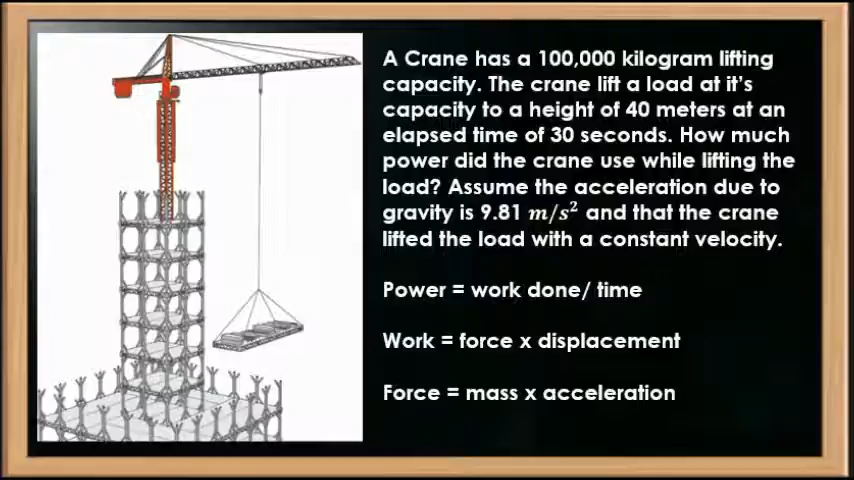 A Crane has a 100,000 kilogram lifting
capacity. The crane lift a load at it's
capacity to a height of 40 meters at an
elapsed time of 30 seconds. How much
power did the crane use while lifting the
load? Assume the acceleration due to
gravity is 9.81 m/s² and that the crane
lifted the load with a constant velocity.
Power = work done/ time
Work = force x displacement
Force = mass x acceleration